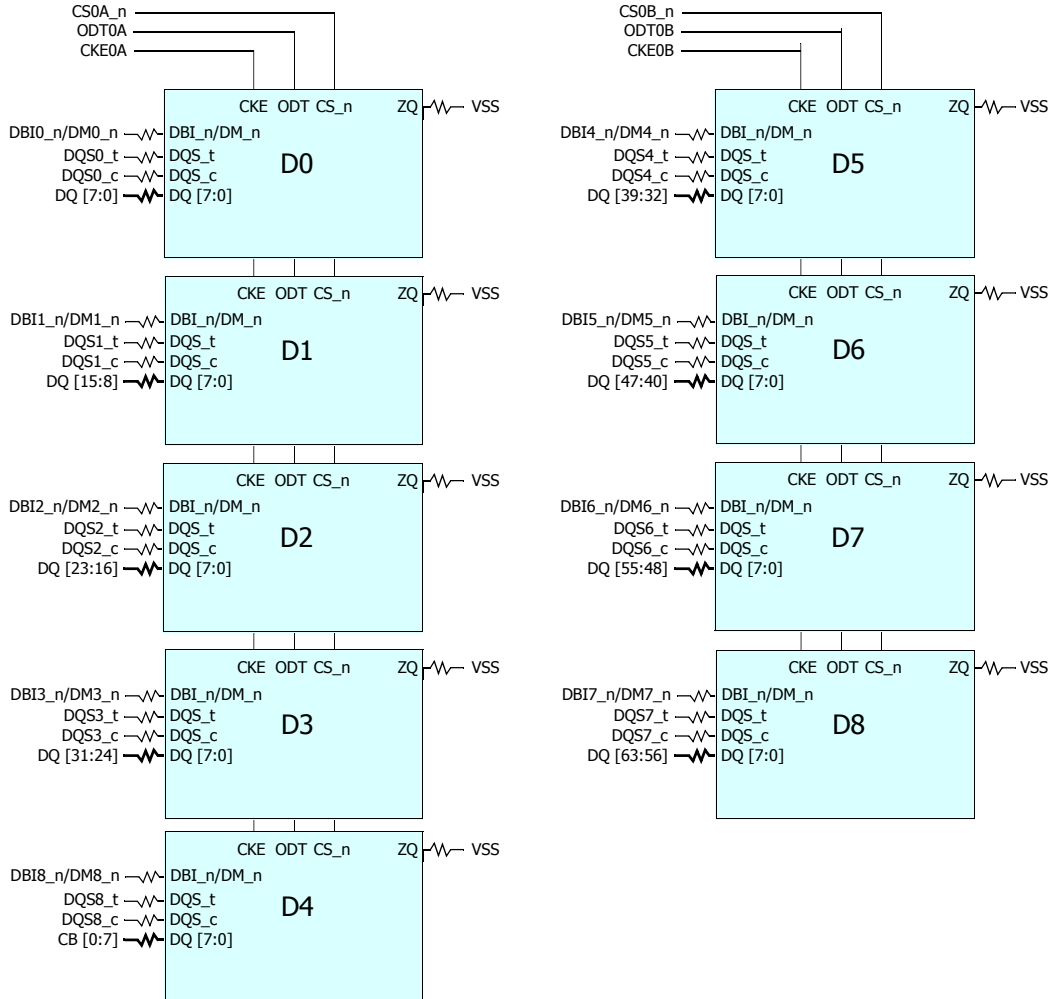 CS0A_n
ODT0A
CKE0A
CKE ODT CS_n ZQ VSS
DBI0_n/DM0_n DBI_n/DM_n
DQS0_t DQS_t
D0
DQS0_c DQS_c
DQ [7:0] DQ [7:0]
CKE ODT CS_n ZQ VSS
DBI1_n/DM1_n DBI_n/DM_n
DQS1_t DQS_t
D1
DQS1_c DQS_c
DQ [15:8] DQ [7:0]
CKE ODT CS_n ZQ VSS
DBI2_n/DM2_n DBI_n/DM_n
DQS2_t DQS_t
D2
DQS2_c DQS_c
DQ [23:16] DQ [7:0]
CKE ODT CS_n ZQ VSS
DBI3_n/DM3_n DBI_n/DM_n
DQS3_t DQS_t
D3
DQS3_c DQS_c
DQ [31:24] DQ [7:0]
CKE ODT CS_n ZQ VSS
DBI8_n/DM8_n DBI_n/DM_n
DQS8_t DQS_t
D4
DQS8_c DQS_c
CB [0:7] DQ [7:0]
CS0B_n
ODT0B
CKE0B
CKE ODT CS_n ZQ VSS
DBI4_n/DM4_n DBI_n/DM_n
DQS4_t DQS_t
D5
DQS4_c DQS_c
DQ [39:32] DQ [7:0]
CKE ODT CS_n ZQ VSS
DBI5_n/DM5_n DBI_n/DM_n
DQS5_t DQS_t
D6
DQS5_c DQS_c
DQ [47:40] DQ [7:0]
CKE ODT CS_n ZQ VSS
DBI6_n/DM6_n DBI_n/DM_n
DQS6_t DQS_t
D7
DQS6_c DQS_c
DQ [55:48] DQ [7:0]
CKE ODT CS_n ZQ VSS
DBI7_n/DM7_n DBI_n/DM_n
DQS7_t DQS_t
D8
DQS7_c DQS_c
DQ [63:56] DQ [7:0]